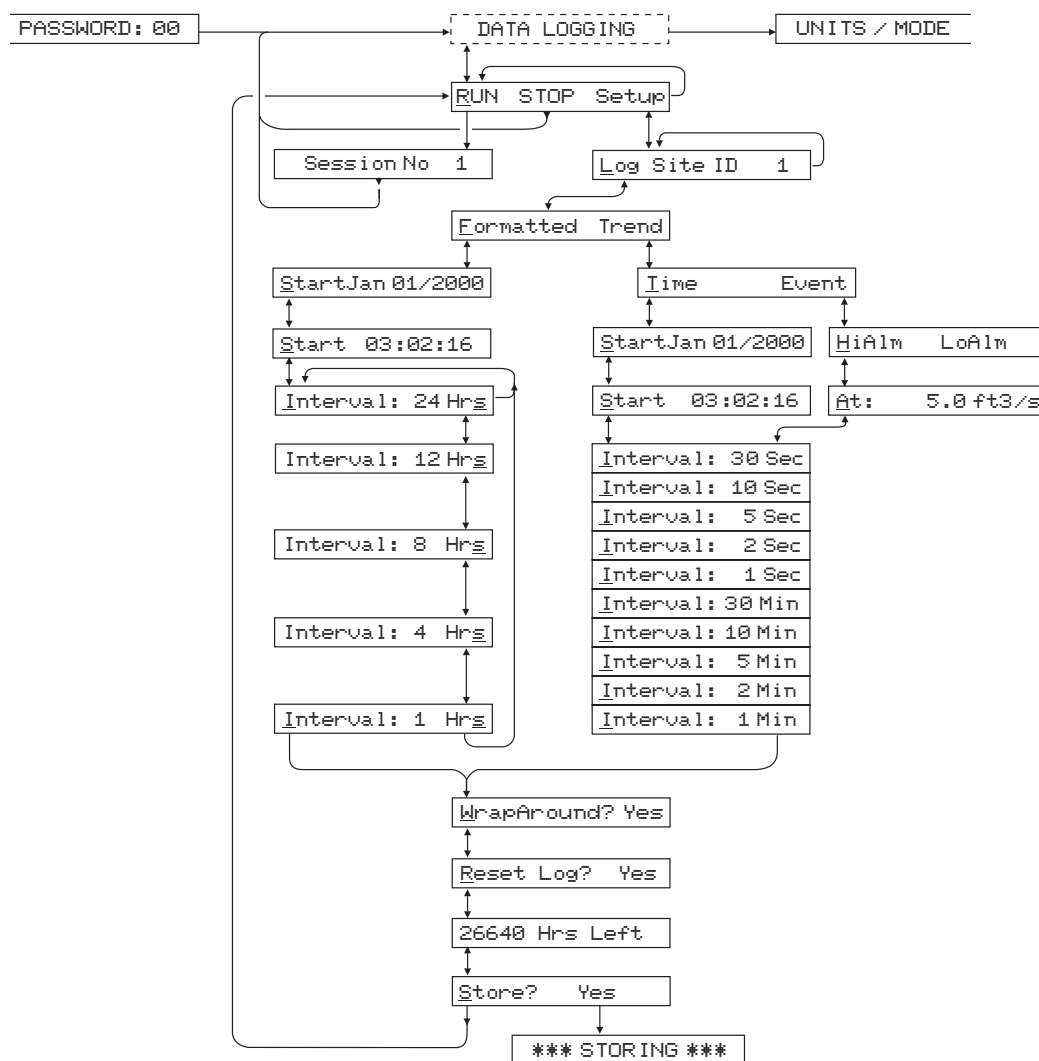 PASSWORD: 00
DATA LOGGING
UNITS / MODE
RUN STOP Setup
Session No 1
Log Site ID 1
Formatted Trend
StartJan 01/2000
Time Event
Start 03:02:16
StartJan 01/2000
HiAlm LoAlm
Interval: 24 Hrs
Start 03:02:16
At: 5.0 ft3/s
Interval: 12 Hrs
Interval: 8 Hrs
Interval: 4 Hrs
Interval: 1 Hrs
Interval: 30 Sec
Interval: 10 Sec
Interval: 5 Sec
Interval: 2 Sec
Interval: 1 Sec
Interval: 30 Min
Interval: 10 Min
Interval: 5 Min
Interval: 2 Min
Interval: 1 Min
WrapAround? Yes
Reset Log? Yes
26640 Hrs Left
Store? Yes
*** STORING ***